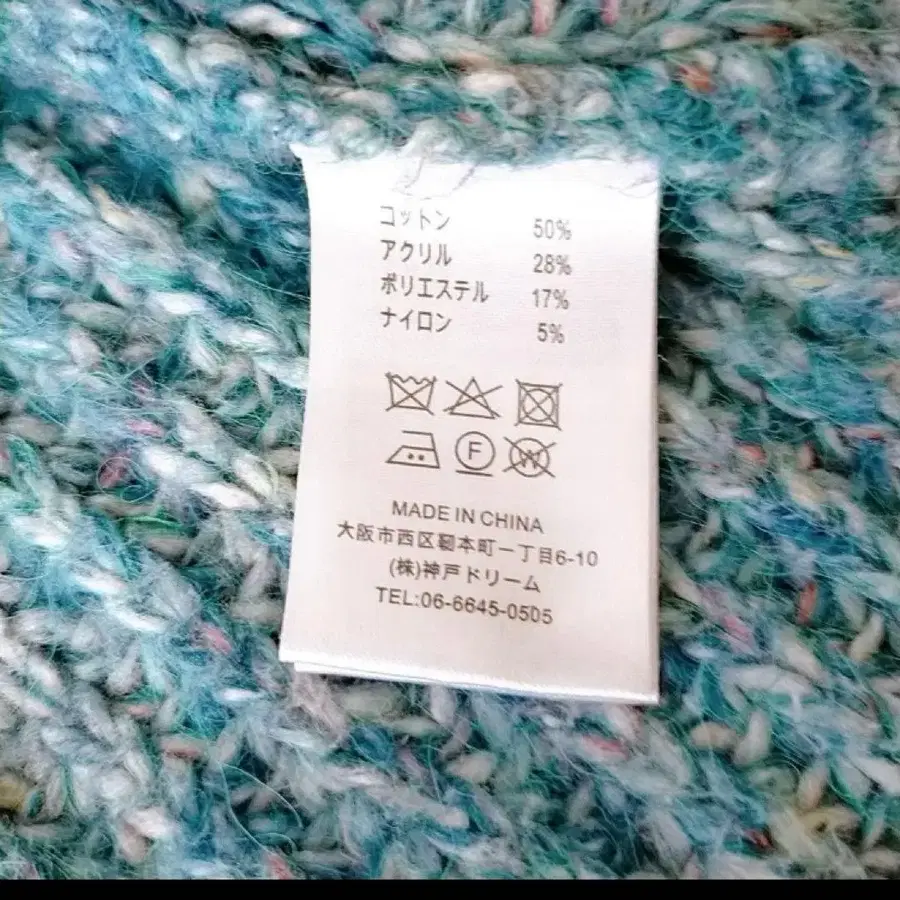 コットン 50%
アクリル 28%
ポリエステル 17%
ナイロン 5%
F W
MADE IN CHINA
大阪市西区靭本町一丁目6-10
(株)神戸ドリーム
TEL:06-6645-0505